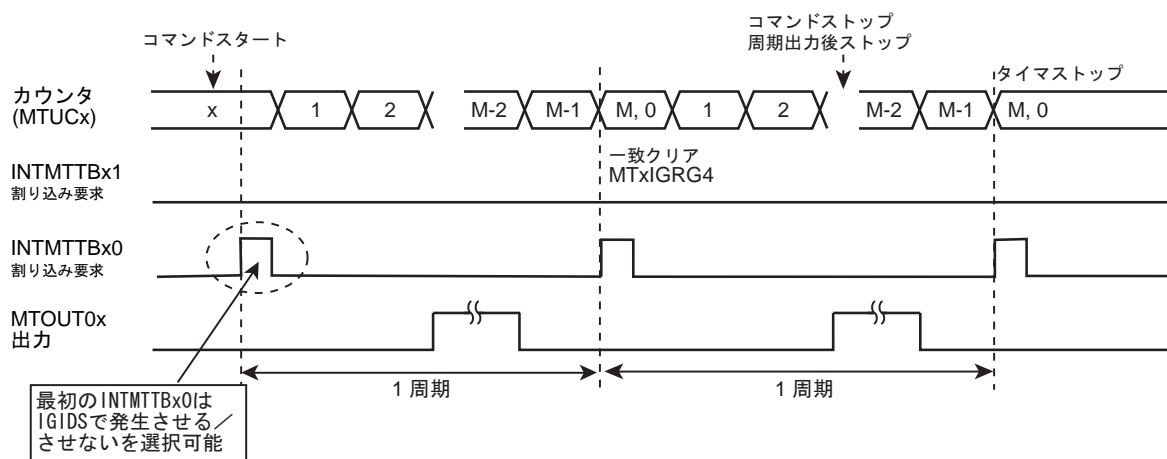 コマンドスタート
コマンドストップ
周期出力後ストップ
タイマストップ
カウンタ
(MTUCx)
x 1 2 M-2 M-1 M, 0 1 2 M-2 M-1 M, 0
一致クリア
MTxIGRG4
INTMTTBx1
割り込み要求
INTMTTBx0
割り込み要求
MTOUT0x
出力
1 周期 1 周期
最初のINTMTTBx0は
IGIDSで発生させる／
させないを選択可能